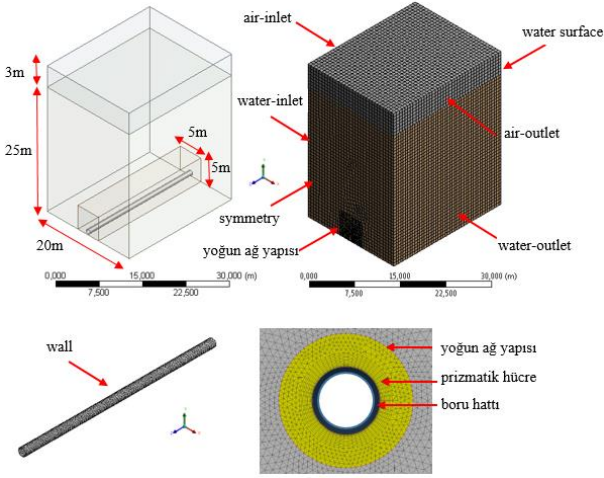 air-inlet
water surface
3m
water-inlet
5m
air-outlet
25m
5m
symmetry
20m
yoğun ağ yapısı
water-outlet
0,000 15,000 30,000 (m)
7,500 22,500
0,000 15,000 30,000 (m)
7,500 22,500
wall
yoğun ağ yapısı
prizmatik hücre
boru hattı